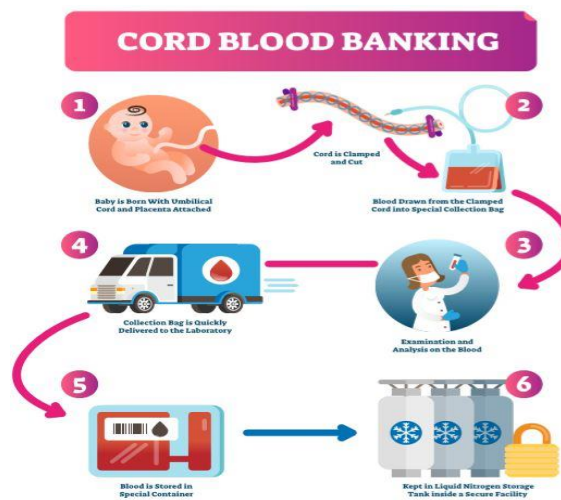 CORD BLOOD BANKING
1
Baby is Born With Umbilical
Cord and Placenta Attached
Cord is Clamped
and Cut
2
Blood Drawn from the Clamped
Cord into Special Collection Bag
3
Examination and
Analysis on the Blood
4
Collection Bag is Quickly
Delivered to the Laboratory
5
Blood is Stored in
Special Container
6
Kept in Liquid Nitrogen Storage
Tank inside a Secure Facility